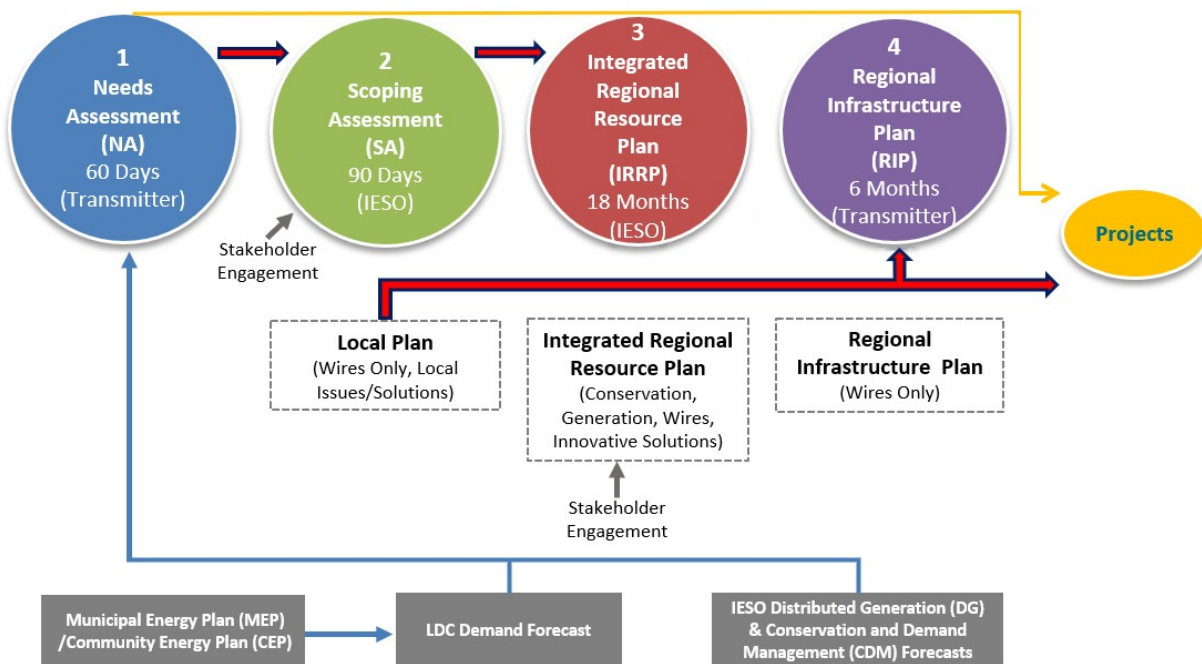 1
Needs
Assessment
(NA)
60 Days
(Transmitter)
2
Scoping
Assessment
(SA)
90 Days
(IESO)
3
Integrated
Regional
Resource
Plan
(IRRP)
18 Months
(IESO)
4
Regional
Infrastructure
Plan
(RIP)
6 Months
(Transmitter)
Projects
Stakeholder
Engagement
Local Plan
(Wires Only, Local
Issues/Solutions)
Integrated Regional
Resource Plan
(Conservation,
Generation, Wires,
Innovative Solutions)
Regional
Infrastructure Plan
(Wires Only)
Stakeholder
Engagement
Municipal Energy Plan (MEP)
/Community Energy Plan (CEP)
LDC Demand Forecast
IESO Distributed Generation (DG)
& Conservation and Demand
Management (CDM) Forecasts